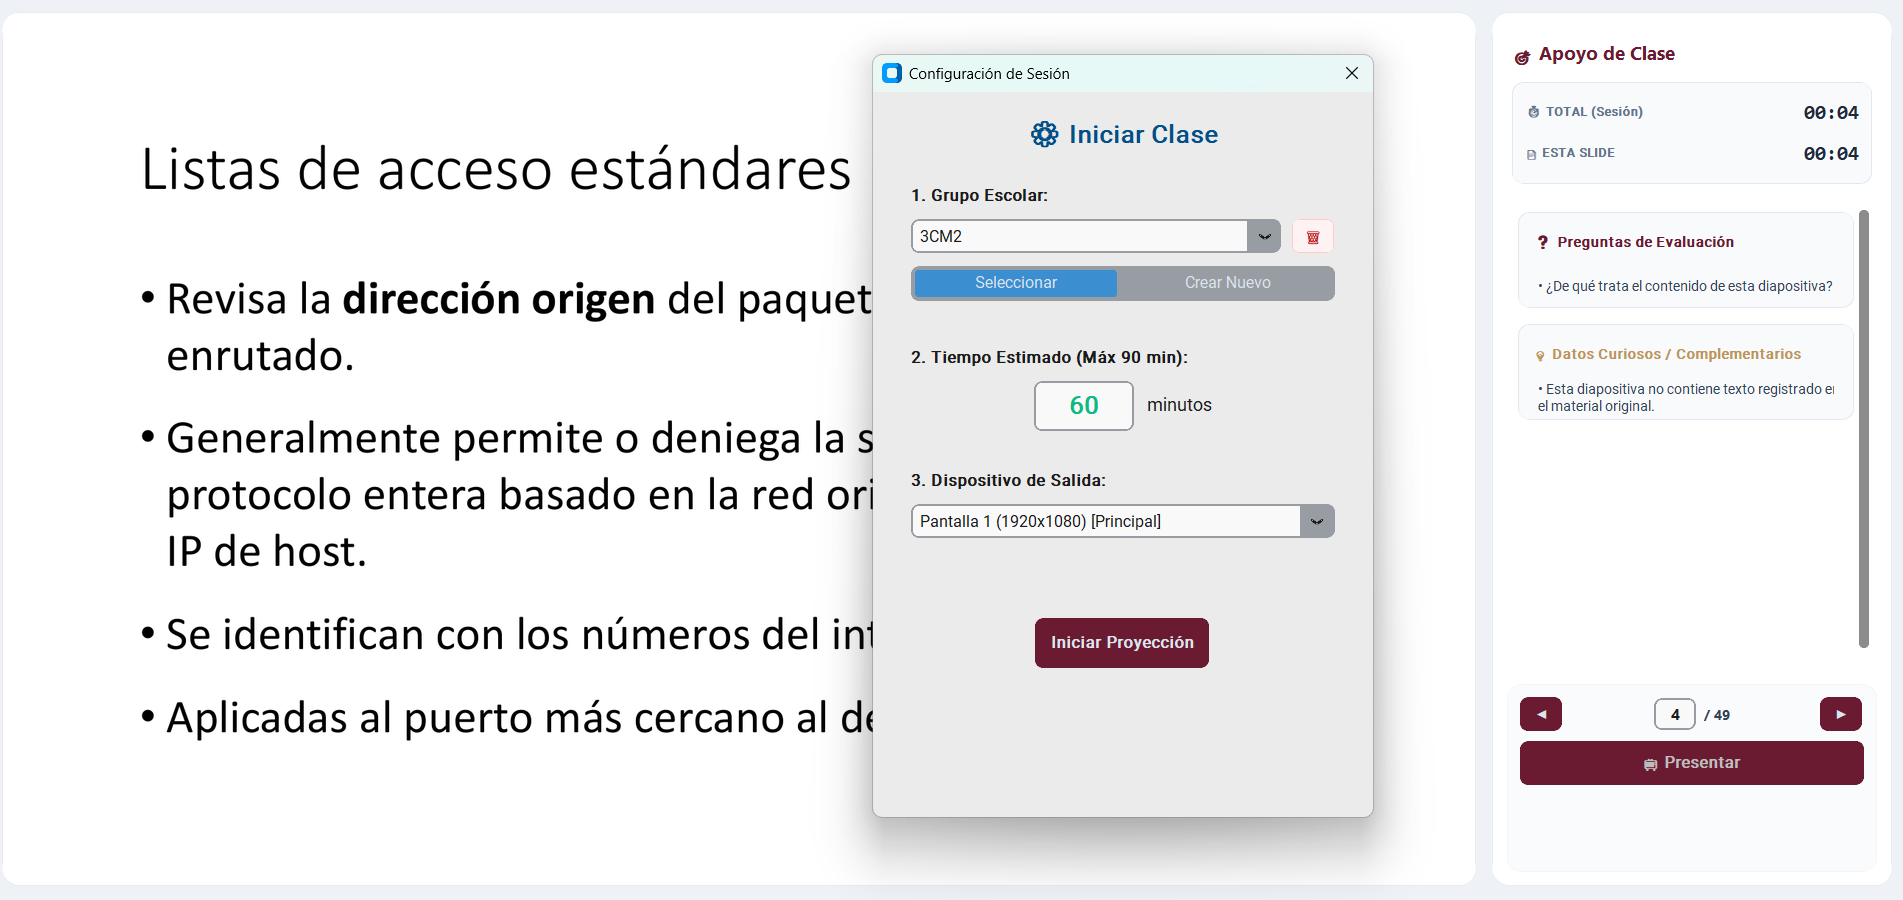 Listas de acceso estándares
• Revisa la dirección origen del
enrutado.
• Generalmente permite o deniega la
protocolo entera basado en la red
IP de host.
• Se identifican con los números del
• Aplicadas al puerto más cercano al
Configuración de Sesión
Iniciar Clase
1. Grupo Escolar:
3CM2
Seleccionar
Crear Nuevo
2. Tiempo Estimado (Máx 90 min):
60 minutos
3. Dispositivo de Salida:
Pantalla 1 (1920x1080) [Principal]
Iniciar Proyección
Apoyo de Clase
TOTAL (Sesión) 00:04
ESTA SLIDE 00:04
? Preguntas de Evaluación
• ¿De qué trata el contenido de esta diapositiva?
Datos Curiosos / Complementarios
• Esta diapositiva no contiene texto registrado
el material original.
4 / 49
Presentar